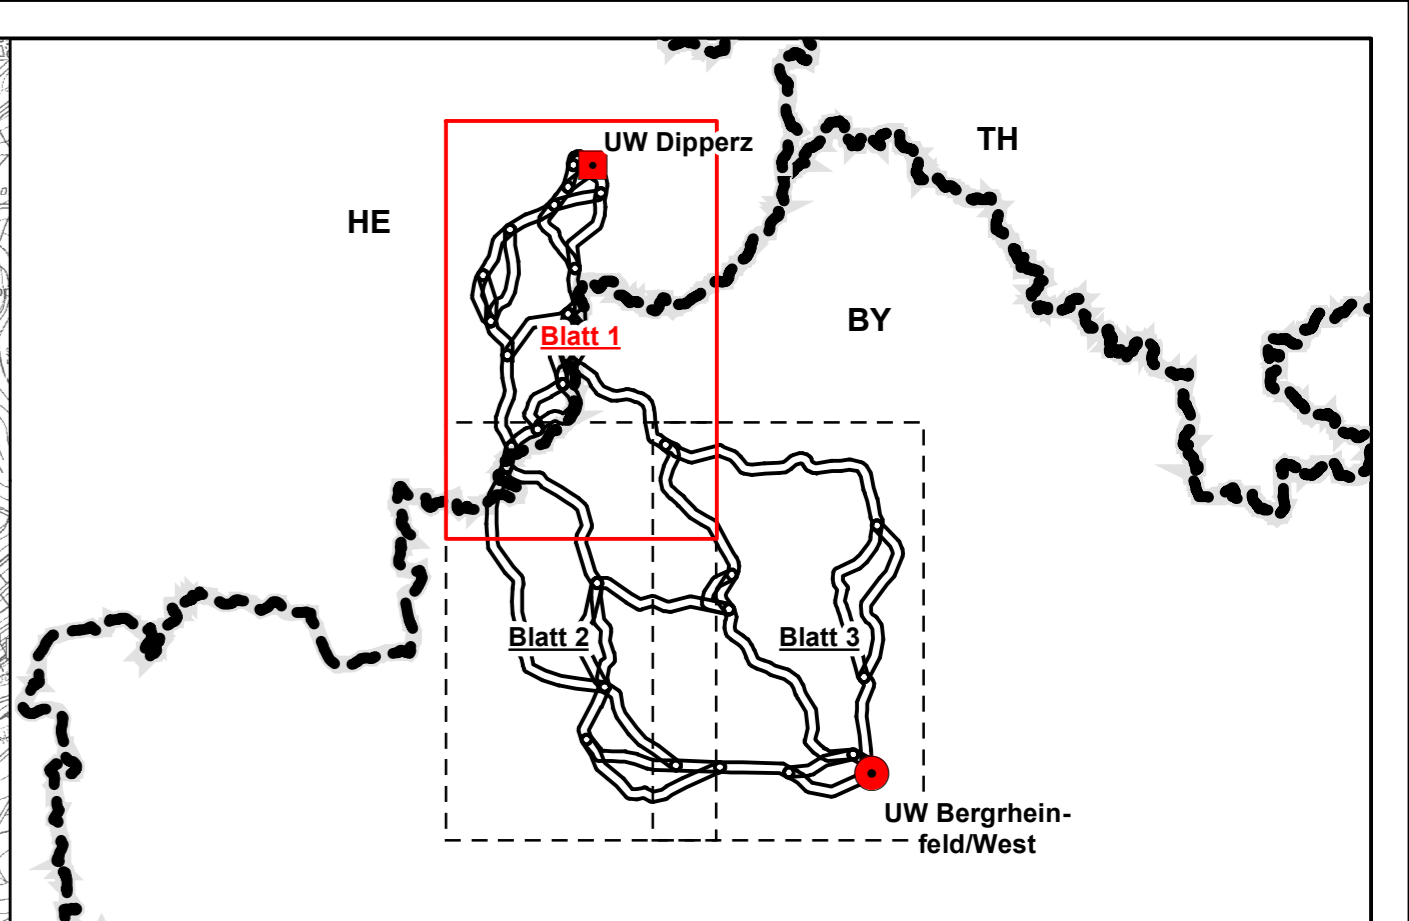 UW Dipperz
TH
HE
BY
Blatt 1
Blatt 2
Blatt 3
UW Bergrhein-
feld/West